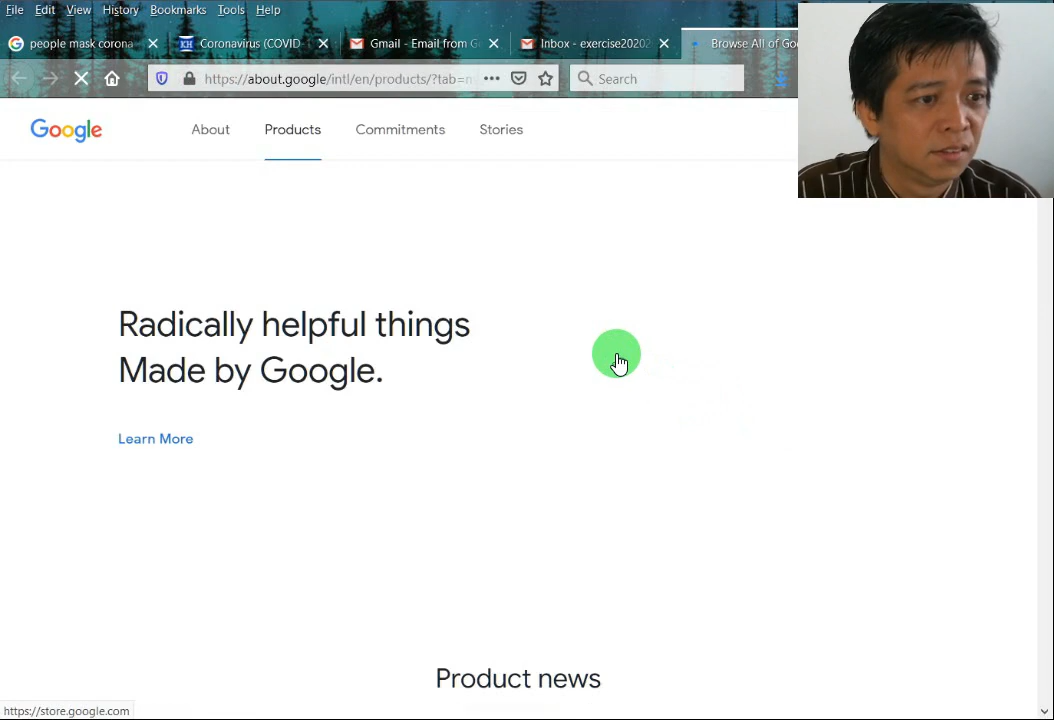 File Edit View History Bookmarks Tools Help
people mask corona
Coronavirus (COVID
Gmail - Email from G
Inbox - exercise2020
Browse All of Go
https://about.google/intl/en/products/?tab=
Search
Google
About Products Commitments Stories
Radically helpful things
Made by Google.
Learn More
Product news
https://store.google.com